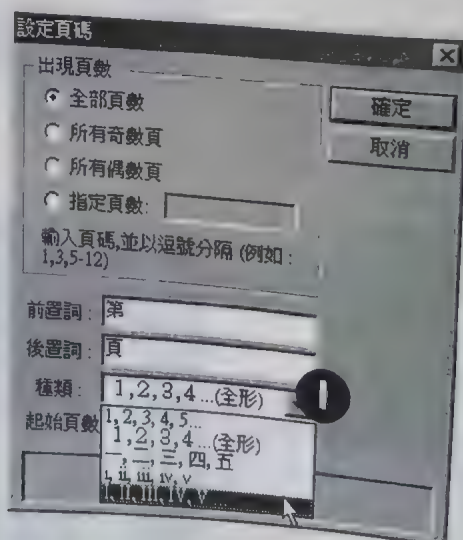 設定頁碼
出現頁數
全部頁數
確定
所有奇數頁
取消
所有偶數頁
指定頁數:
輸入頁碼,並以逗號分隔 (例如:
1,3,5-12)
前置詞: 第
後置詞: 頁
種類: 1,2,3,4...(全形)
1
起始頁數
1,2,3,4,5...
1,2,3,4...(全形)
一,二,三,四,五
i, ii, iii, iv, v
I, II, III, IV, V